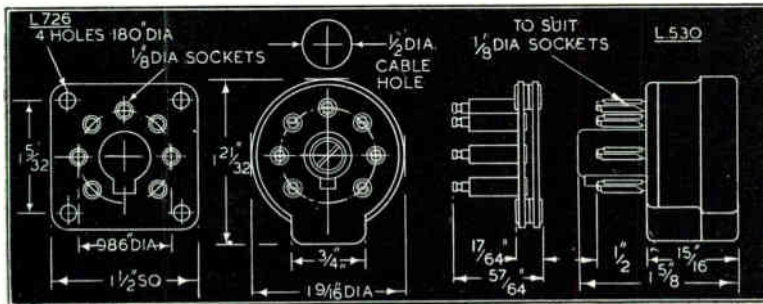 L726
4 HOLES ·180"DIA
1/8" DIA SOCKETS
1 5/32"
·986"DIA
1 1/2" SQ
1/2" DIA.
CABLE
HOLE
1 21/32"
3/4"
1 9/16" DIA
TO SUIT
1/8" DIA SOCKETS
L.530
17/64"
57/64"
1/2"
15/16"
1 5/8"